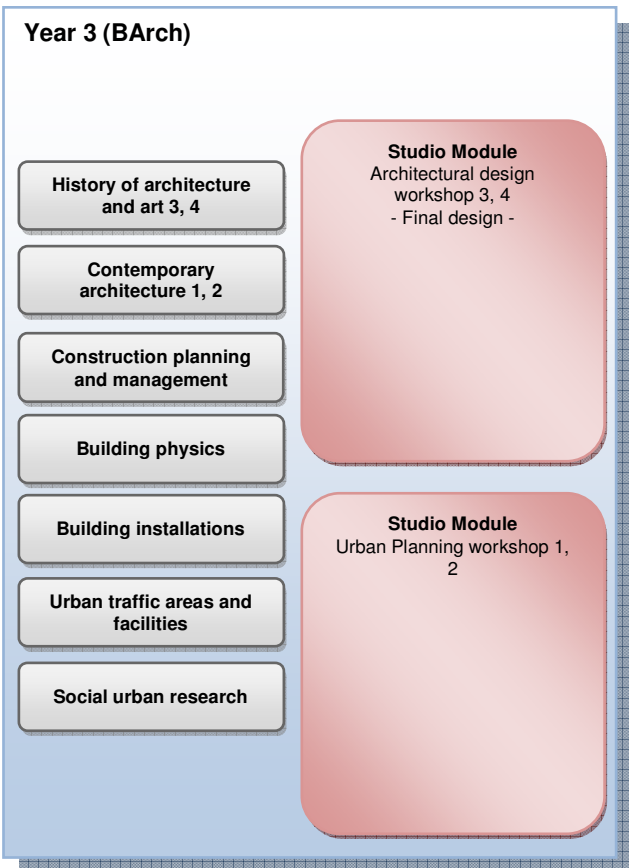 Year 3 (BArch)
History of architecture
and art 3, 4
Contemporary
architecture 1, 2
Construction planning
and management
Building physics
Building installations
Urban traffic areas and
facilities
Social urban research
Studio Module
Architectural design
workshop 3, 4
- Final design -
Studio Module
Urban Planning workshop 1,
2